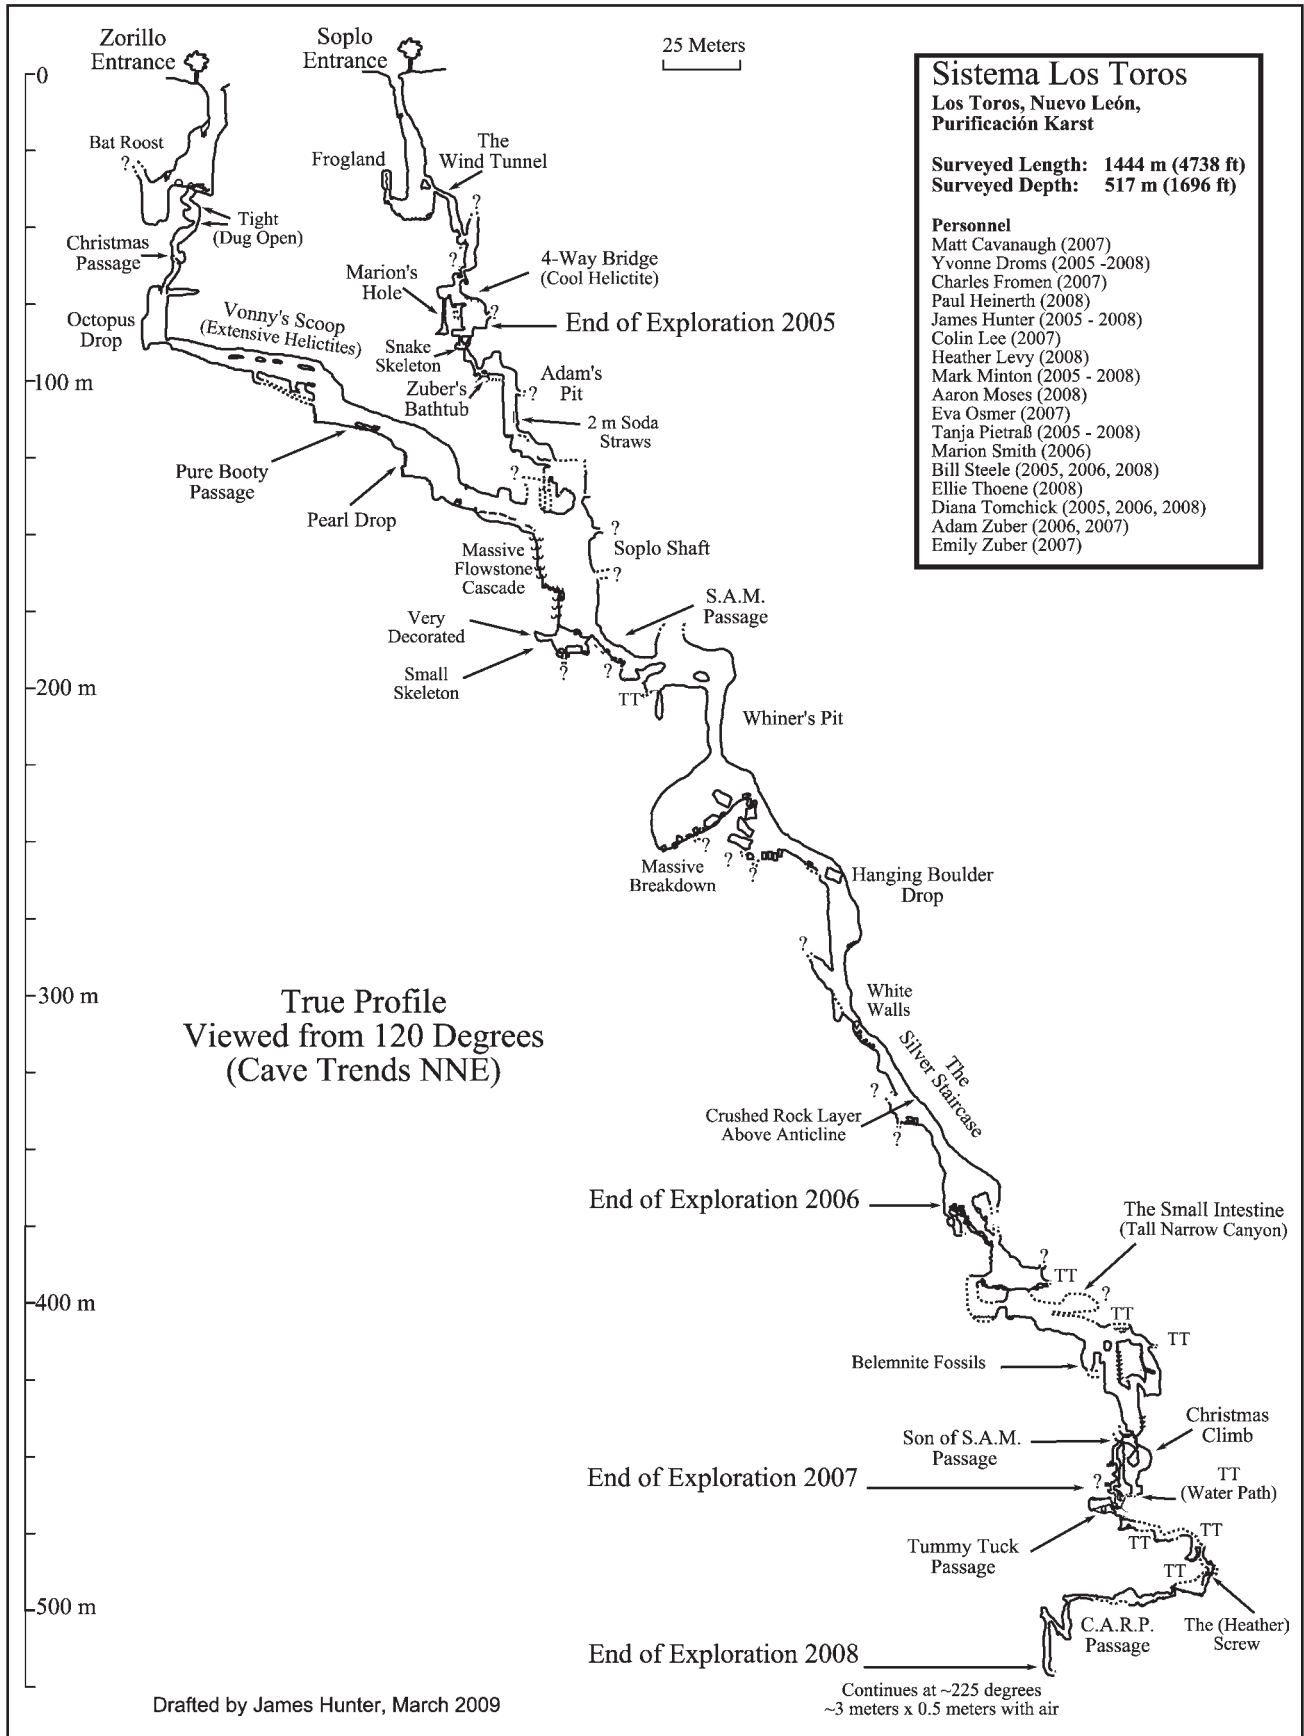 Zorillo
Entrance
Soplo
Entrance
25 Meters
Sistema Los Toros
Los Toros, Nuevo León,
Purificación Karst
Surveyed Length: 1444 m (4738 ft)
Surveyed Depth: 517 m (1696 ft)
Personnel
Matt Cavanaugh (2007)
Yvonne Droms (2005 -2008)
Charles Fromen (2007)
Paul Heinerth (2008)
James Hunter (2005 - 2008)
Colin Lee (2007)
Heather Levy (2008)
Mark Minton (2005 - 2008)
Aaron Moses (2008)
Eva Osmer (2007)
Tanja Pietraß (2005 - 2008)
Marion Smith (2006)
Bill Steele (2005, 2006, 2008)
Ellie Thoene (2008)
Diana Tomchick (2005, 2006, 2008)
Adam Zuber (2006, 2007)
Emily Zuber (2007)
0
Bat Roost
?
Frogland
The
Wind Tunnel
Tight
(Dug Open)
?
Christmas
Passage
?
4-Way Bridge
(Cool Helictite)
Marion's
Hole
?
End of Exploration 2005
Octopus
Drop
Vonny's Scoop
(Extensive Helictites)
Snake
Skeleton
Zuber's
Bathtub
Adam's
Pit
?
100 m
2 m Soda
Straws
Pure Booty
Passage
?
Pearl Drop
?
Soplo Shaft
Massive
Flowstone
Cascade
?
S.A.M.
Passage
Very
Decorated
Small
Skeleton
?
?
TT
?
200 m
Whiner's Pit
?
?
?
Massive
Breakdown
Hanging Boulder
Drop
?
300 m
True Profile
Viewed from 120 Degrees
(Cave Trends NNE)
White
Walls
The
Silver Staircase
?
Crushed Rock Layer
Above Anticline
?
End of Exploration 2006
The Small Intestine
(Tall Narrow Canyon)
?
TT
?
400 m
TT
TT
Belemnite Fossils
Christmas
Climb
Son of S.A.M.
Passage
End of Exploration 2007
?
TT
(Water Path)
Tummy Tuck
Passage
TT
TT
TT
500 m
C.A.R.P.
Passage
The (Heather)
Screw
End of Exploration 2008
Continues at ~225 degrees
~3 meters x 0.5 meters with air
Drafted by James Hunter, March 2009